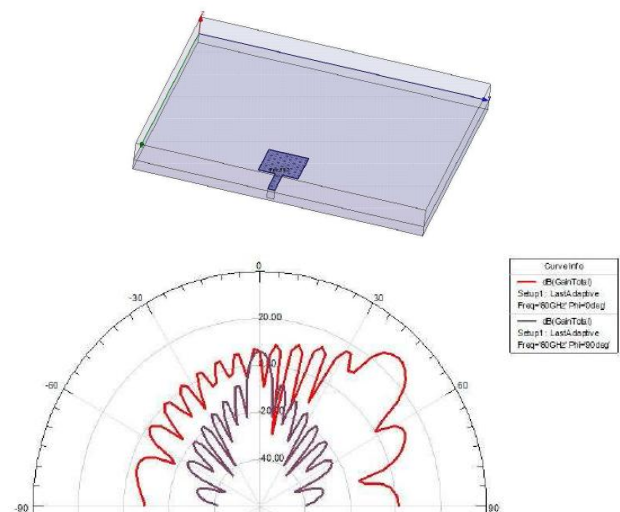 0
-30
30
20.00
-60
60
-20.00
-40.00
-90
90
Curve Info
dB(GainTotal)
Setup1 : LastAdaptive
Freq='60GHz' Phi='0deg'
dB(GainTotal)
Setup1 : LastAdaptive
Freq='60GHz' Phi='90deg'